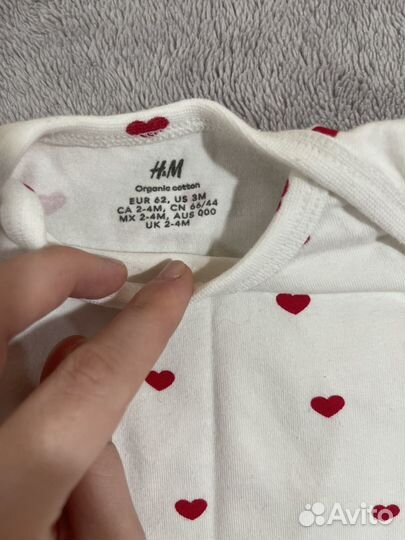 H&M
Organic cotton
EUR 62, US 3M
CA 2-4M, CN 66/44
MX 2-4M, AUS 000
UK 2-4M
Avito